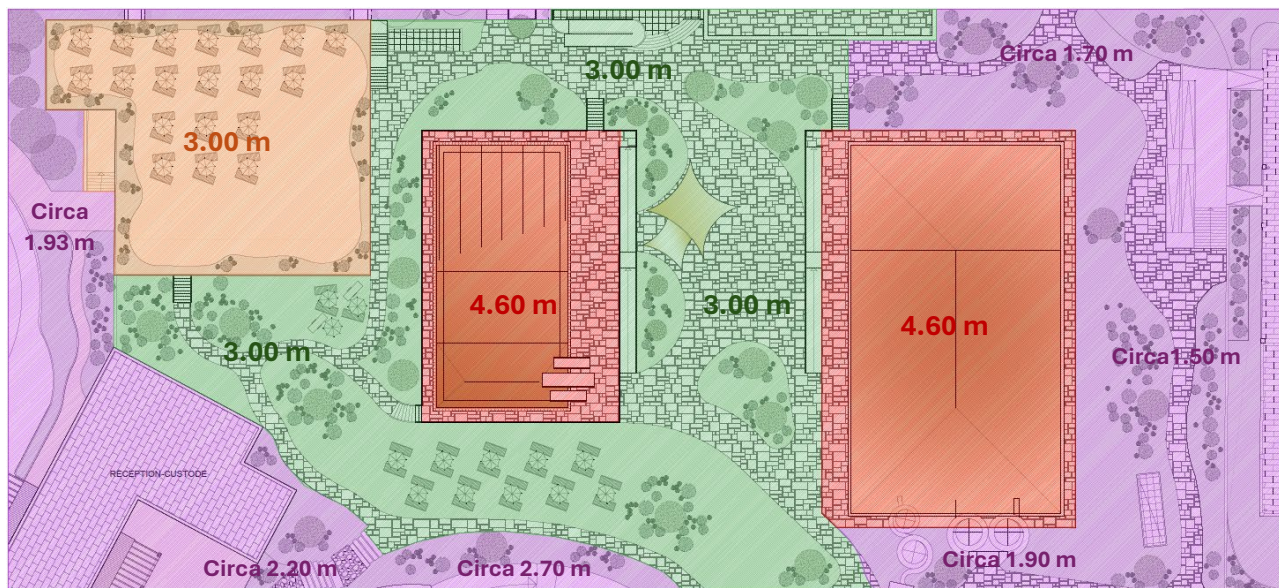 Circa 1.70 m
3.00 m
3.00 m
Circa
1.93 m
4.60 m
3.00 m
4.60 m
3.00 m
Circa1.50 m
RÉCEPTION-CUSTODE
Circa 2.20 m
Circa 2.70 m
Circa 1.90 m